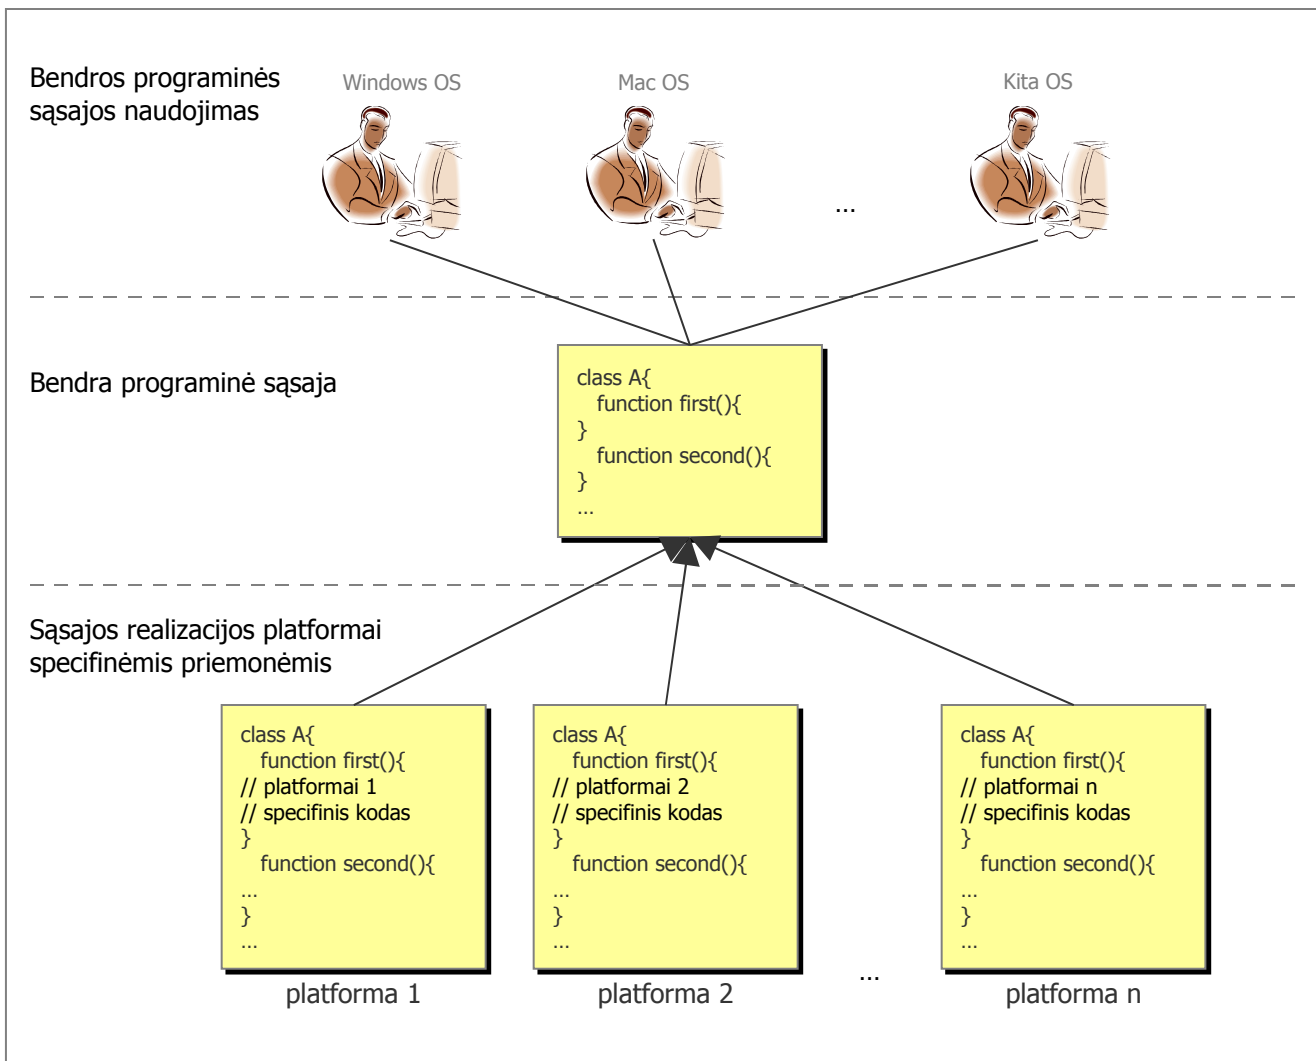 Bendros programinės
sąsajos naudojimas
Windows OS
Mac OS
Kita OS
...
Bendra programinė sąsaja
class A{
function first(){
}
function second(){
}
...
Sąsajos realizacijos platformai
specifinėmis priemonėmis
class A{
function first(){
// platformai 1
// specifinis kodas
}
function second(){
...
}
...
platforma 1
class A{
function first(){
// platformai 2
// specifinis kodas
}
function second(){
...
}
...
platforma 2
...
class A{
function first(){
// platformai n
// specifinis kodas
}
function second(){
...
}
...
platforma n